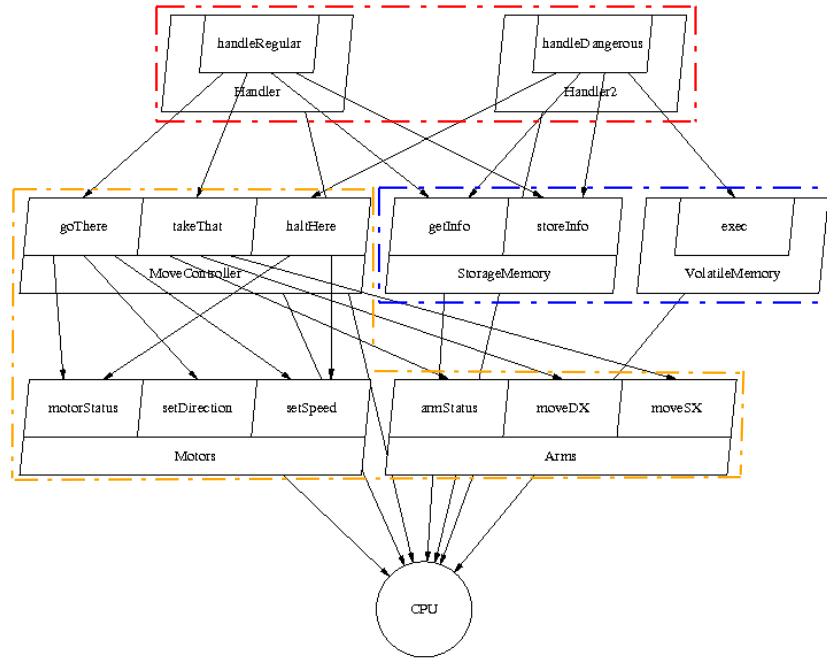 handleRegular
handleDangerous
Handler
Handler2
goThere
takeThat
haltHere
getInfo
storeInfo
exec
MoveController
StorageMemory
VolatileMemory
motorStatus
setDirection
setSpeed
armStatus
moveDX
moveSX
Motors
Arms
CPU